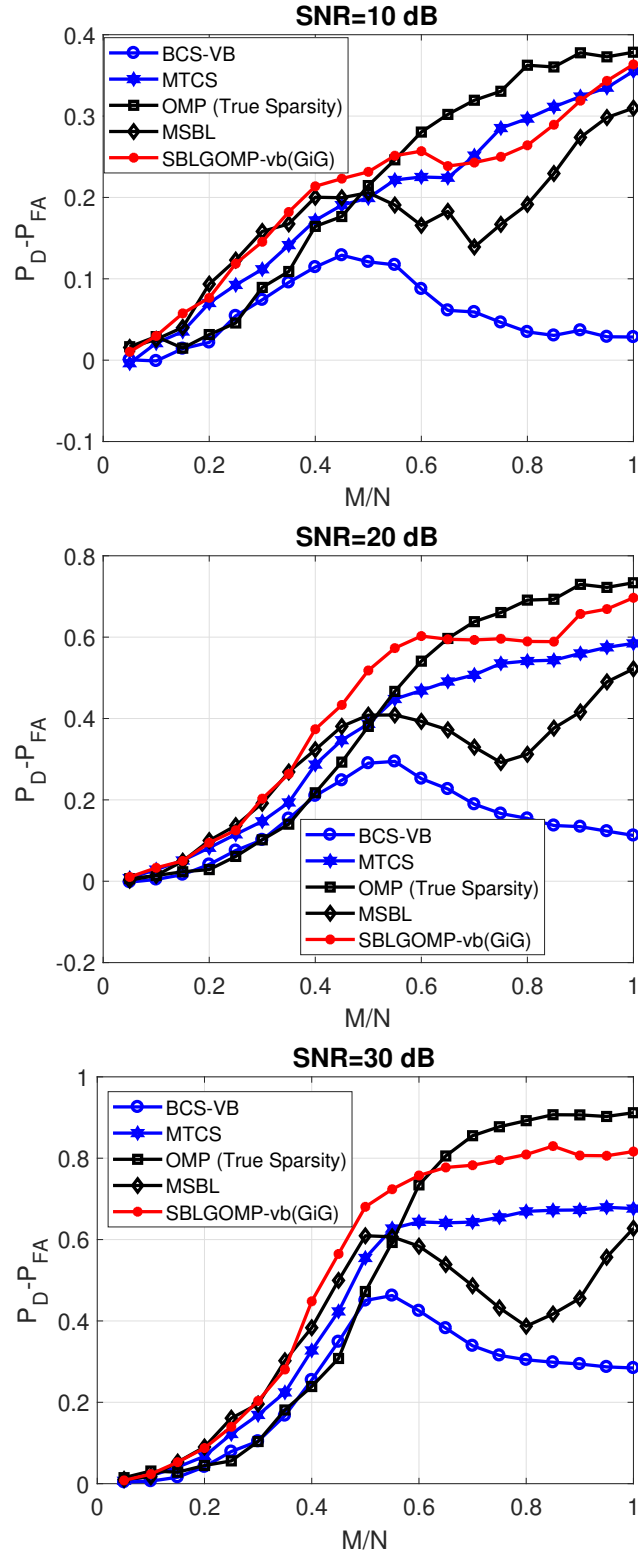 SNR=10 dB
0.4
0.3
0.2
0.1
0
-0.1
P_D-P_FA
BCS-VB
MTCS
OMP (True Sparsity)
MSBL
SBLGOMP-vb(GiG)
0 0.2 0.4 0.6 0.8 1
M/N
SNR=20 dB
0.8
0.6
0.4
0.2
0
-0.2
P_D-P_FA
BCS-VB
MTCS
OMP (True Sparsity)
MSBL
SBLGOMP-vb(GiG)
0 0.2 0.4 0.6 0.8 1
M/N
SNR=30 dB
1
0.8
0.6
0.4
0.2
0
P_D-P_FA
BCS-VB
MTCS
OMP (True Sparsity)
MSBL
SBLGOMP-vb(GiG)
0 0.2 0.4 0.6 0.8 1
M/N